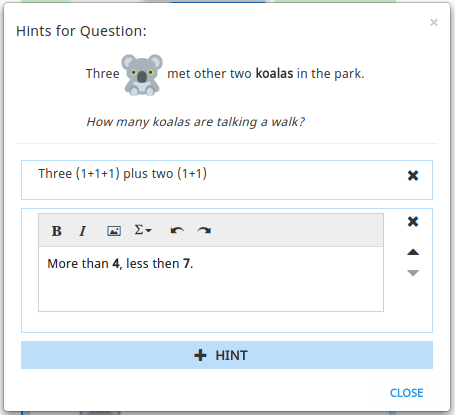 Hints for Question:
×
Three met other two koalas in the park.
How many koalas are talking a walk?
Three (1+1+1) plus two (1+1)
B I Σ
More than 4, less then 7.
+ HINT
CLOSE